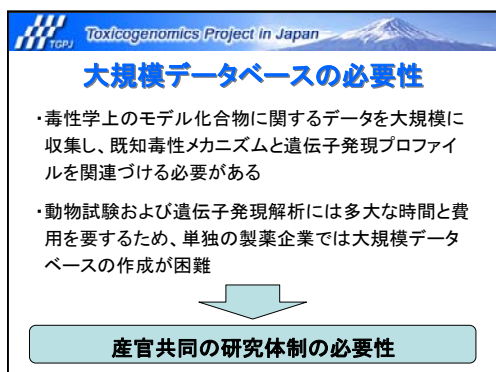 TGPJ Toxicogenomics Project in Japan
大規模データベースの必要性
・毒性学上のモデル化合物に関するデータを大規模に
収集し、既知毒性メカニズムと遺伝子発現プロファイ
ルを関連づける必要がある
・動物試験および遺伝子発現解析には多大な時間と費
用を要するため、単独の製薬企業では大規模データ
ベースの作成が困難
産官共同の研究体制の必要性